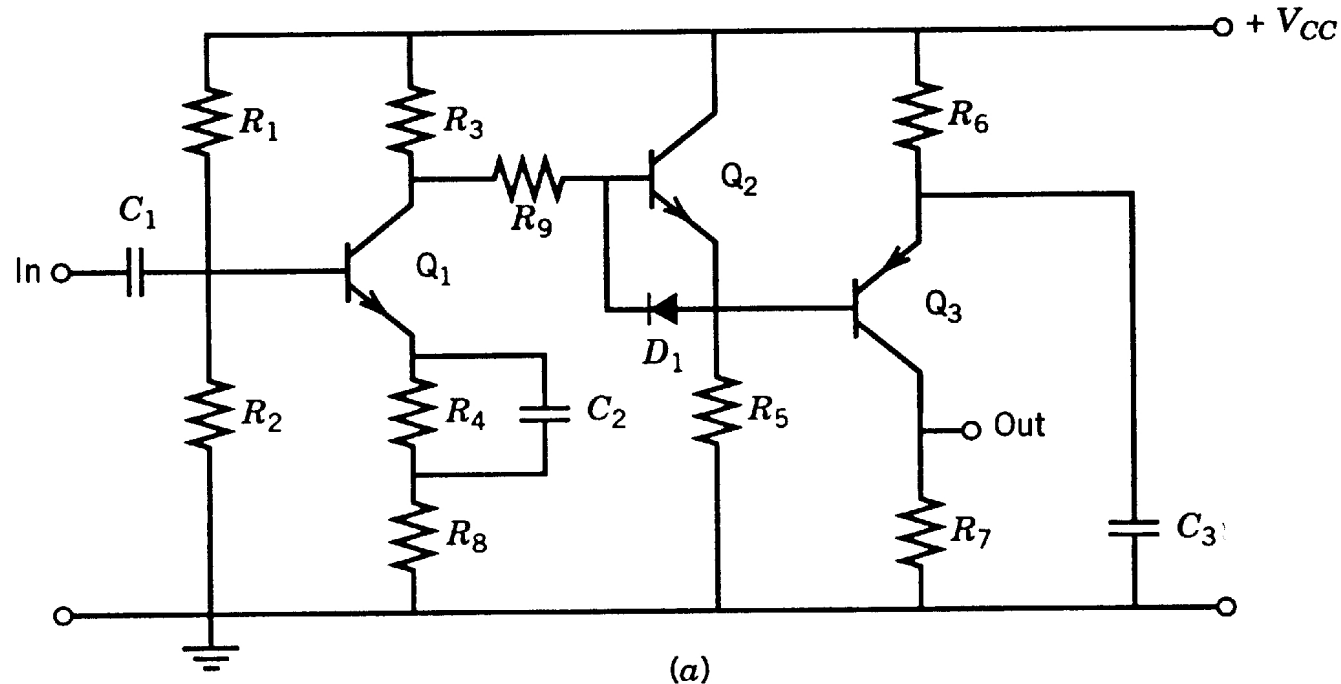 + V_CC
R_1
R_3
R_6
Q_2
C_1
R_9
In
Q_1
Q_3
D_1
R_2
R_4
C_2
R_5
Out
R_8
R_7
C_3
(a)